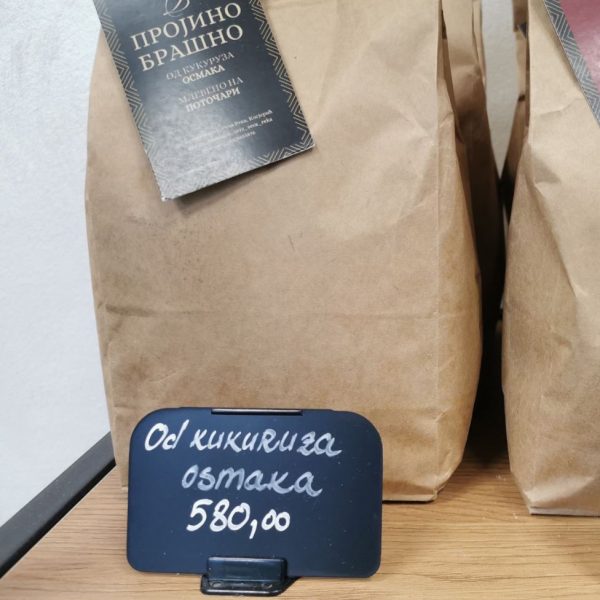 ПРОЈИНО
БРАШНО
ОД КУКУРУЗА
ОСМАКА
МЛЕВЕНО НА
ПОТОЧАРИ
Od kukuruza
osmaka
580,00